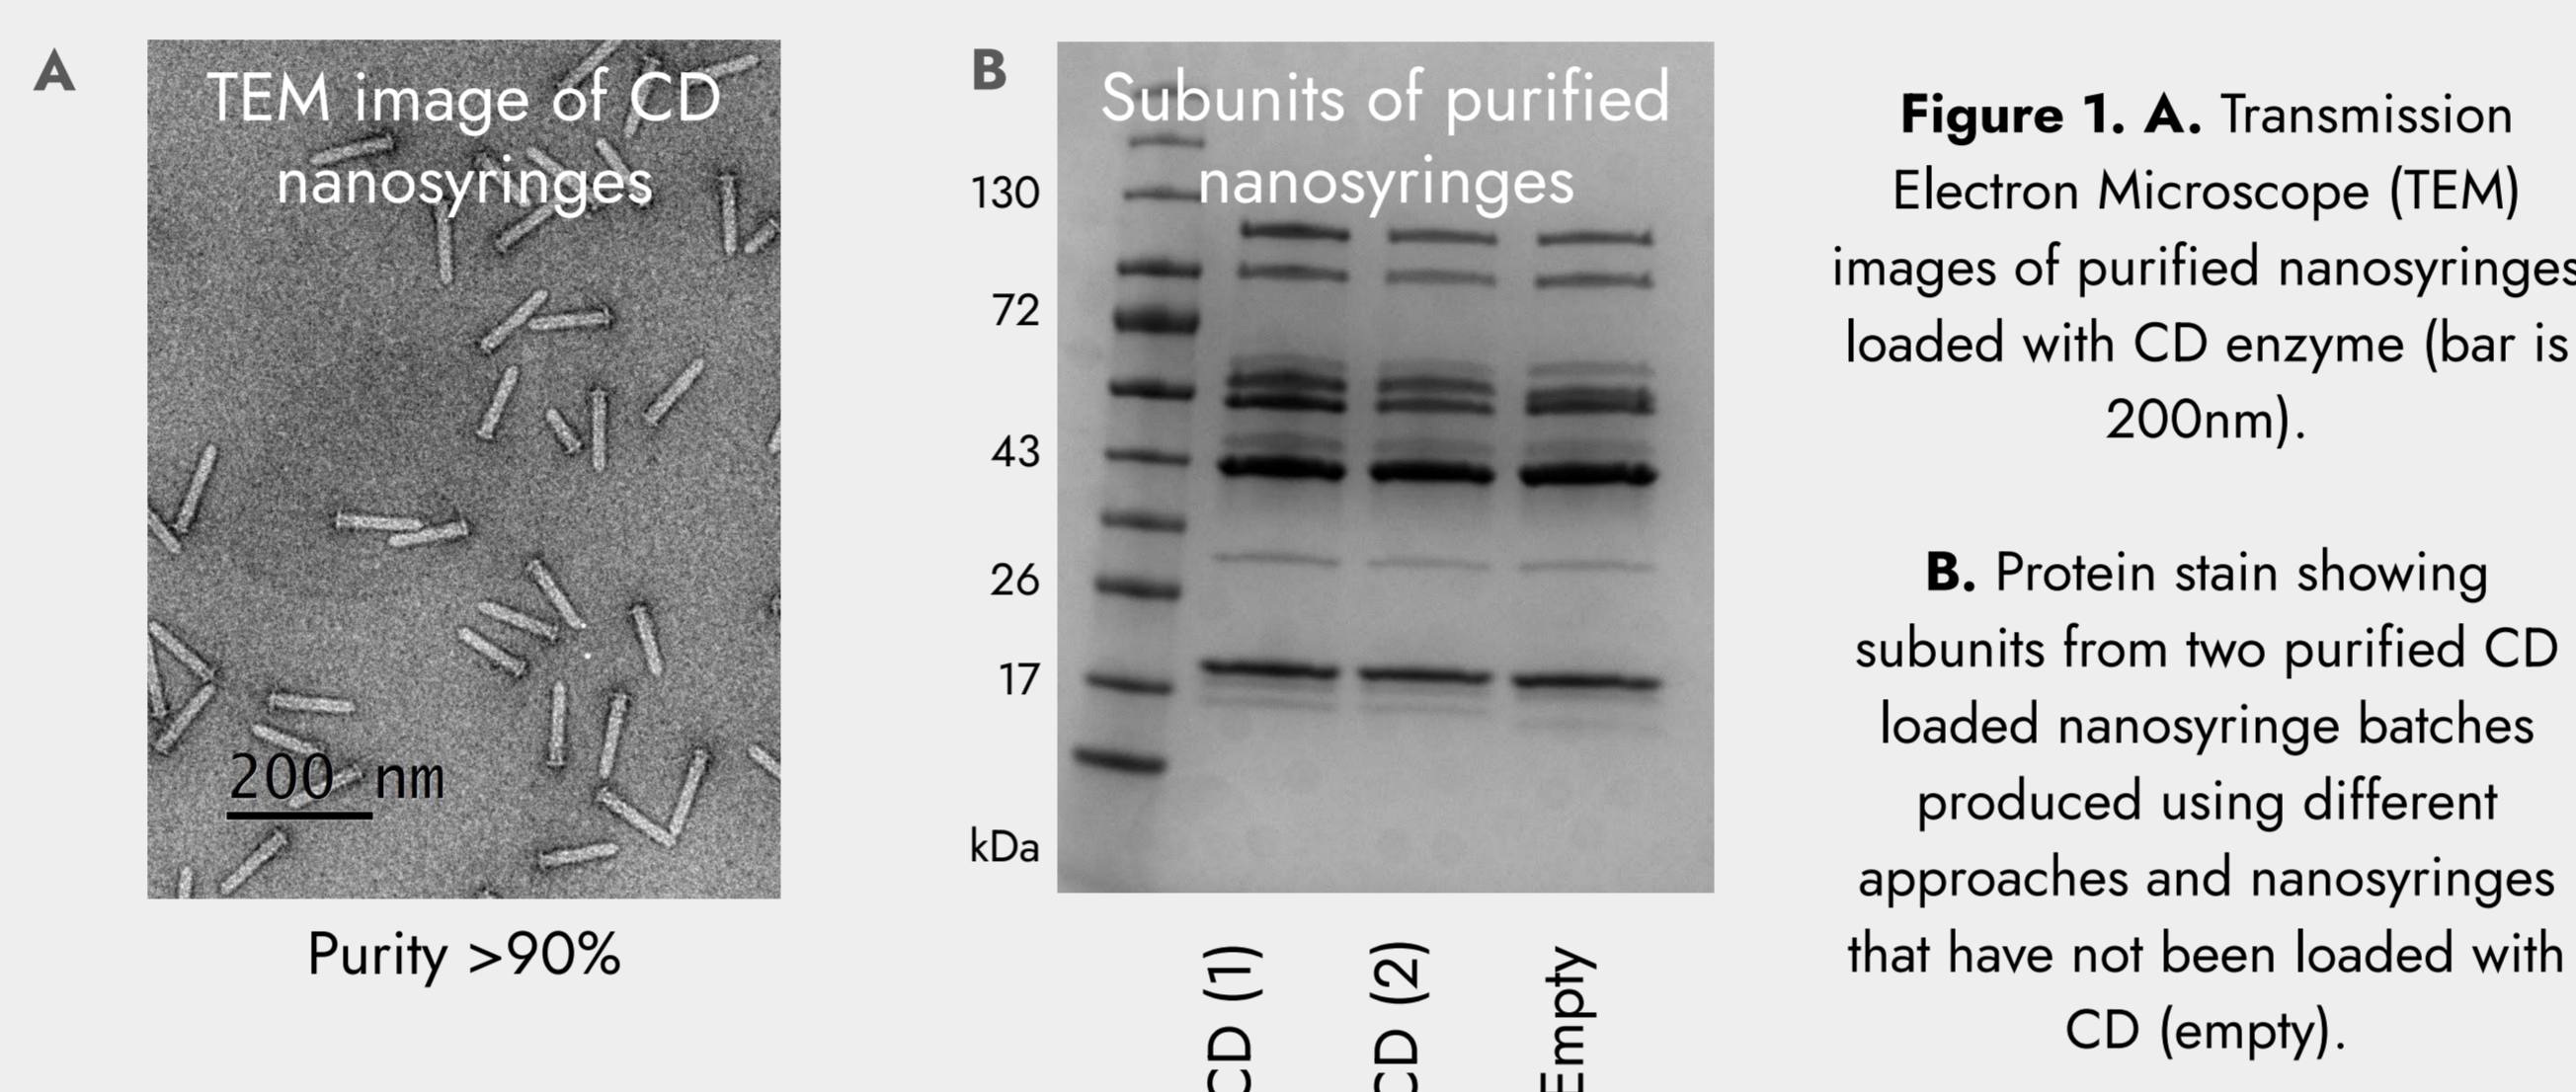 A
TEM image of CD
nanosyringes
200 nm
Purity >90%
B
Subunits of purified
nanosyringes
130
72
43
26
17
kDa
CD (1)
CD (2)
Empty
Figure 1. A. Transmission
Electron Microscope (TEM)
images of purified nanosyringes
loaded with CD enzyme (bar is
200nm).
B. Protein stain showing
subunits from two purified CD
loaded nanosyringe batches
produced using different
approaches and nanosyringes
that have not been loaded with
CD (empty).